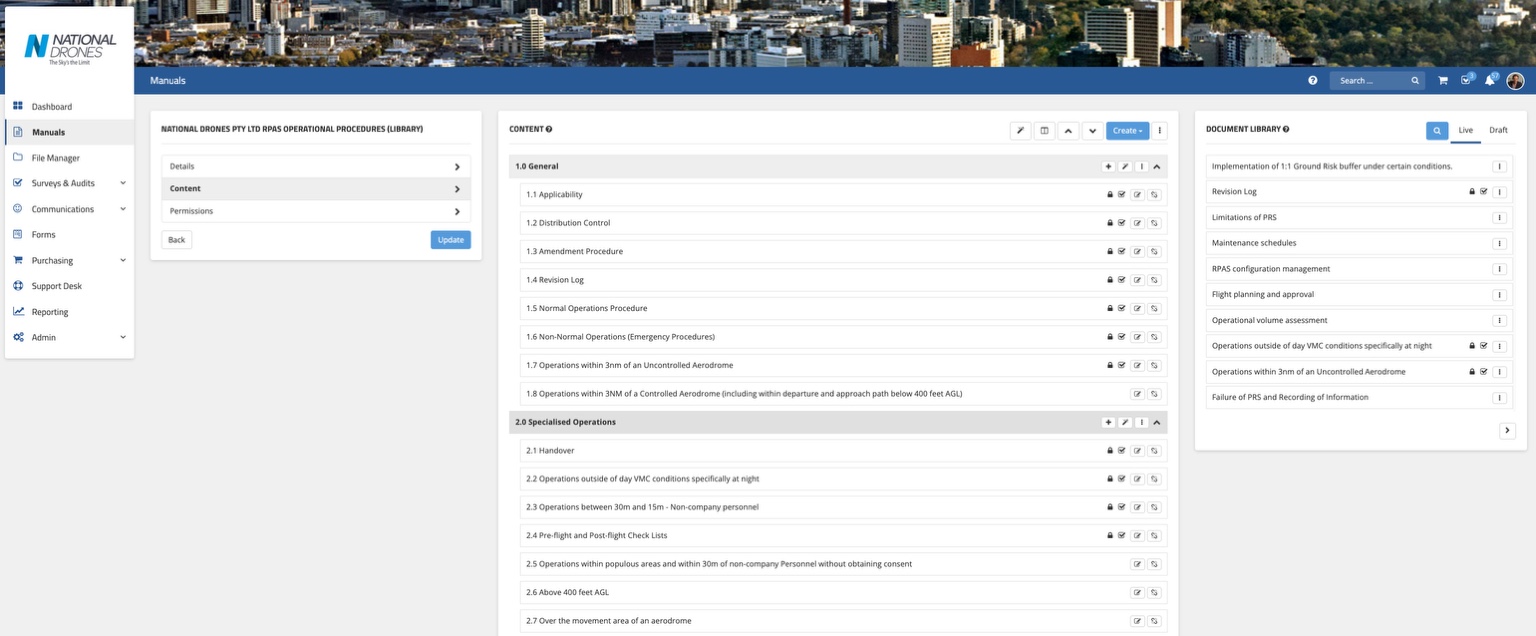 NATIONAL
DRONES
The Sky's the Limit
Manuals
Search ...
3
57
Dashboard
Manuals
File Manager
Surveys & Audits
Communications
Forms
Purchasing
Support Desk
Reporting
Admin
NATIONAL DRONES PTY LTD RPAS OPERATIONAL PROCEDURES (LIBRARY)
Details
Content
Permissions
Back
Update
CONTENT
Create
1.0 General
1.1 Applicability
1.2 Distribution Control
1.3 Amendment Procedure
1.4 Revision Log
1.5 Normal Operations Procedure
1.6 Non-Normal Operations (Emergency Procedures)
1.7 Operations within 3nm of an Uncontrolled Aerodrome
1.8 Operations within 3NM of a Controlled Aerodrome (including within departure and approach path below 400 feet AGL)
2.0 Specialised Operations
2.1 Handover
2.2 Operations outside of day VMC conditions specifically at night
2.3 Operations between 30m and 15m - Non-company personnel
2.4 Pre-flight and Post-flight Check Lists
2.5 Operations within populous areas and within 30m of non-company Personnel without obtaining consent
2.6 Above 400 feet AGL
2.7 Over the movement area of an aerodrome
DOCUMENT LIBRARY
Live
Draft
Implementation of 1:1 Ground Risk buffer under certain conditions.
Revision Log
Limitations of PRS
Maintenance schedules
RPAS configuration management
Flight planning and approval
Operational volume assessment
Operations outside of day VMC conditions specifically at night
Operations within 3nm of an Uncontrolled Aerodrome
Failure of PRS and Recording of Information